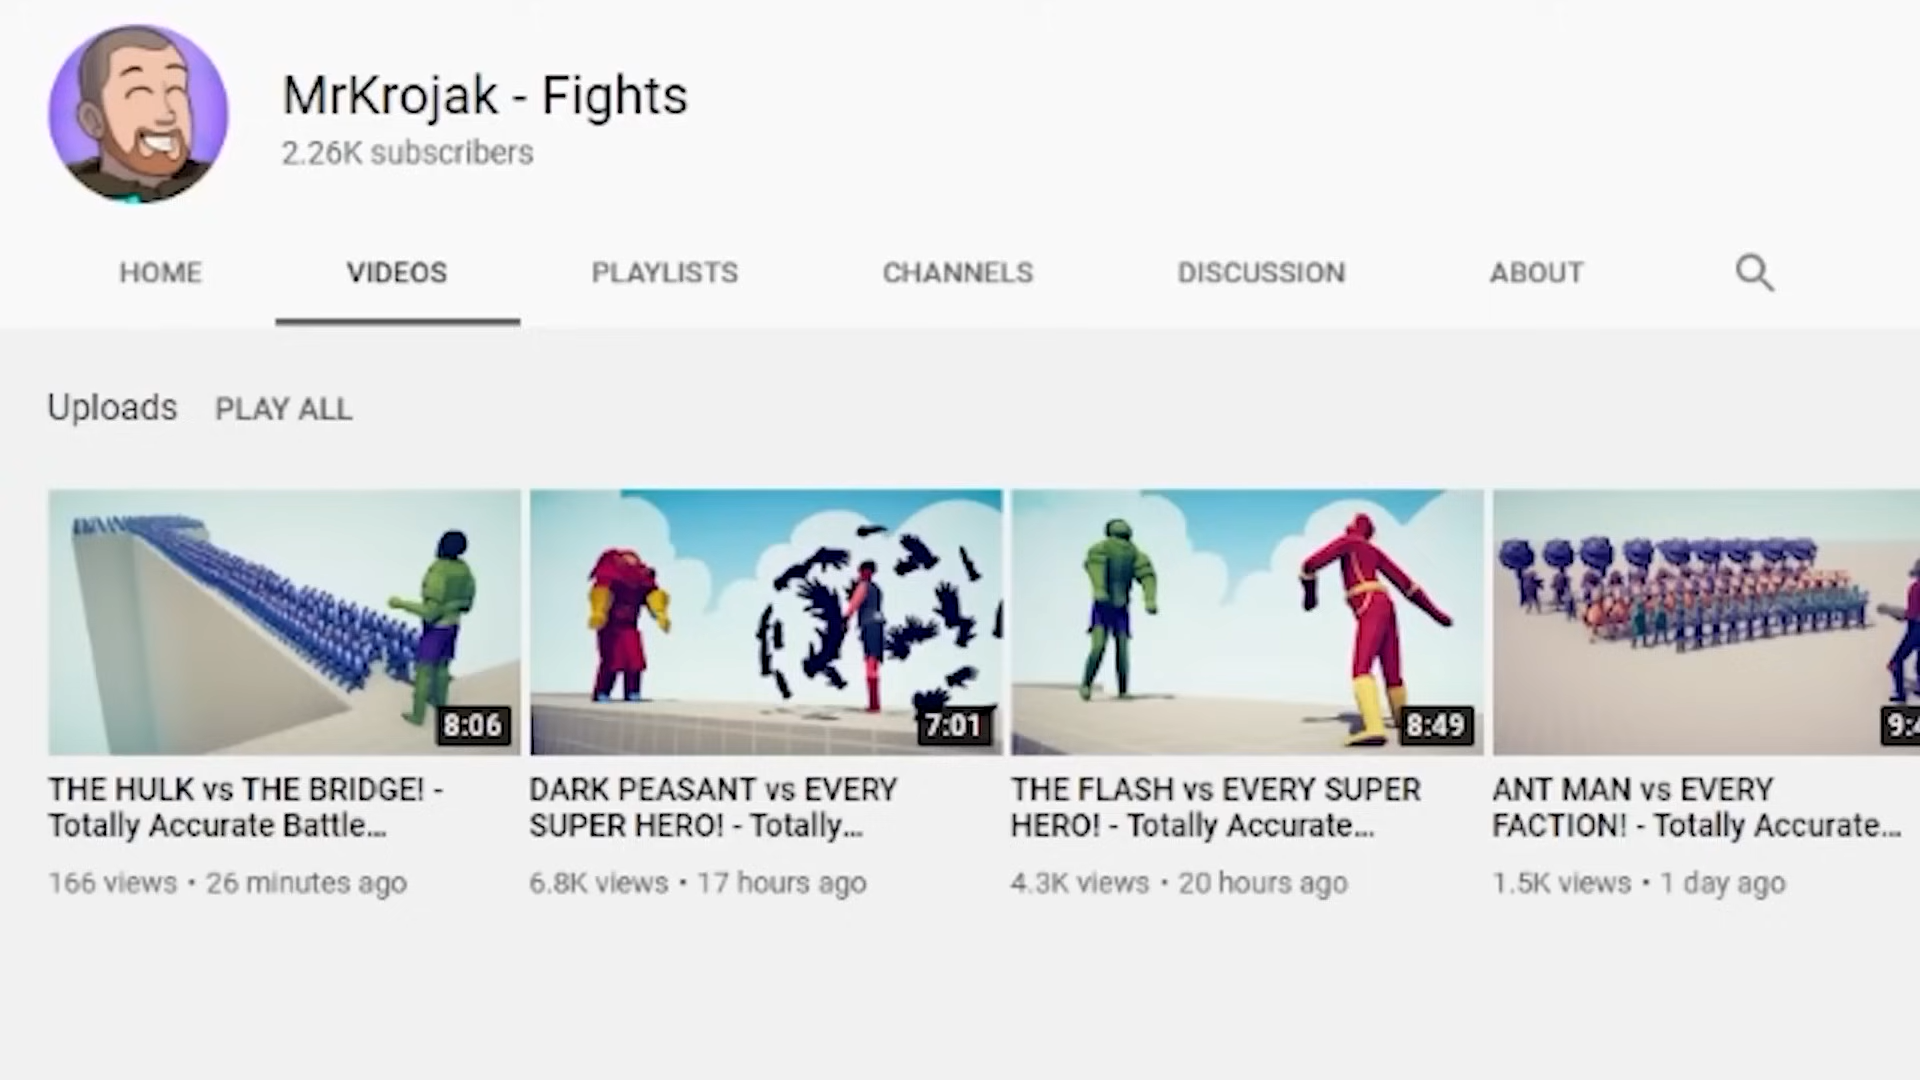 MrKrojak - Fights
2.26K subscribers
HOME VIDEOS PLAYLISTS CHANNELS DISCUSSION ABOUT
Uploads PLAY ALL
8:06 7:01 8:49
THE HULK vs THE BRIDGE! -
Totally Accurate Battle...
166 views • 26 minutes ago
DARK PEASANT vs EVERY
SUPER HERO! - Totally...
6.8K views • 17 hours ago
THE FLASH vs EVERY SUPER
HERO! - Totally Accurate...
4.3K views • 20 hours ago
ANT MAN vs EVERY
FACTION! - Totally Accurate...
1.5K views • 1 day ago